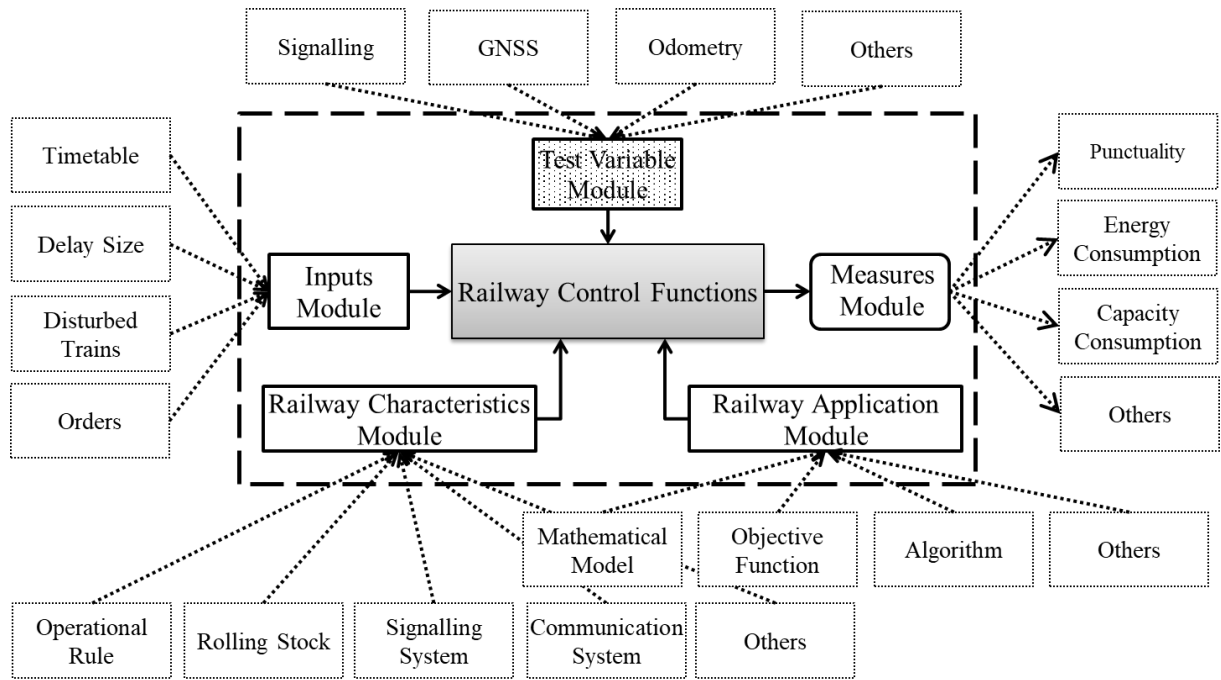 Signalling
GNSS
Odometry
Others
Timetable
Delay Size
Disturbed
Trains
Orders
Test Variable
Module
Inputs
Module
Railway Control Functions
Measures
Module
Railway Characteristics
Module
Railway Application
Module
Punctuality
Energy
Consumption
Capacity
Consumption
Others
Mathematical
Model
Objective
Function
Algorithm
Others
Operational
Rule
Rolling Stock
Signalling
System
Communication
System
Others